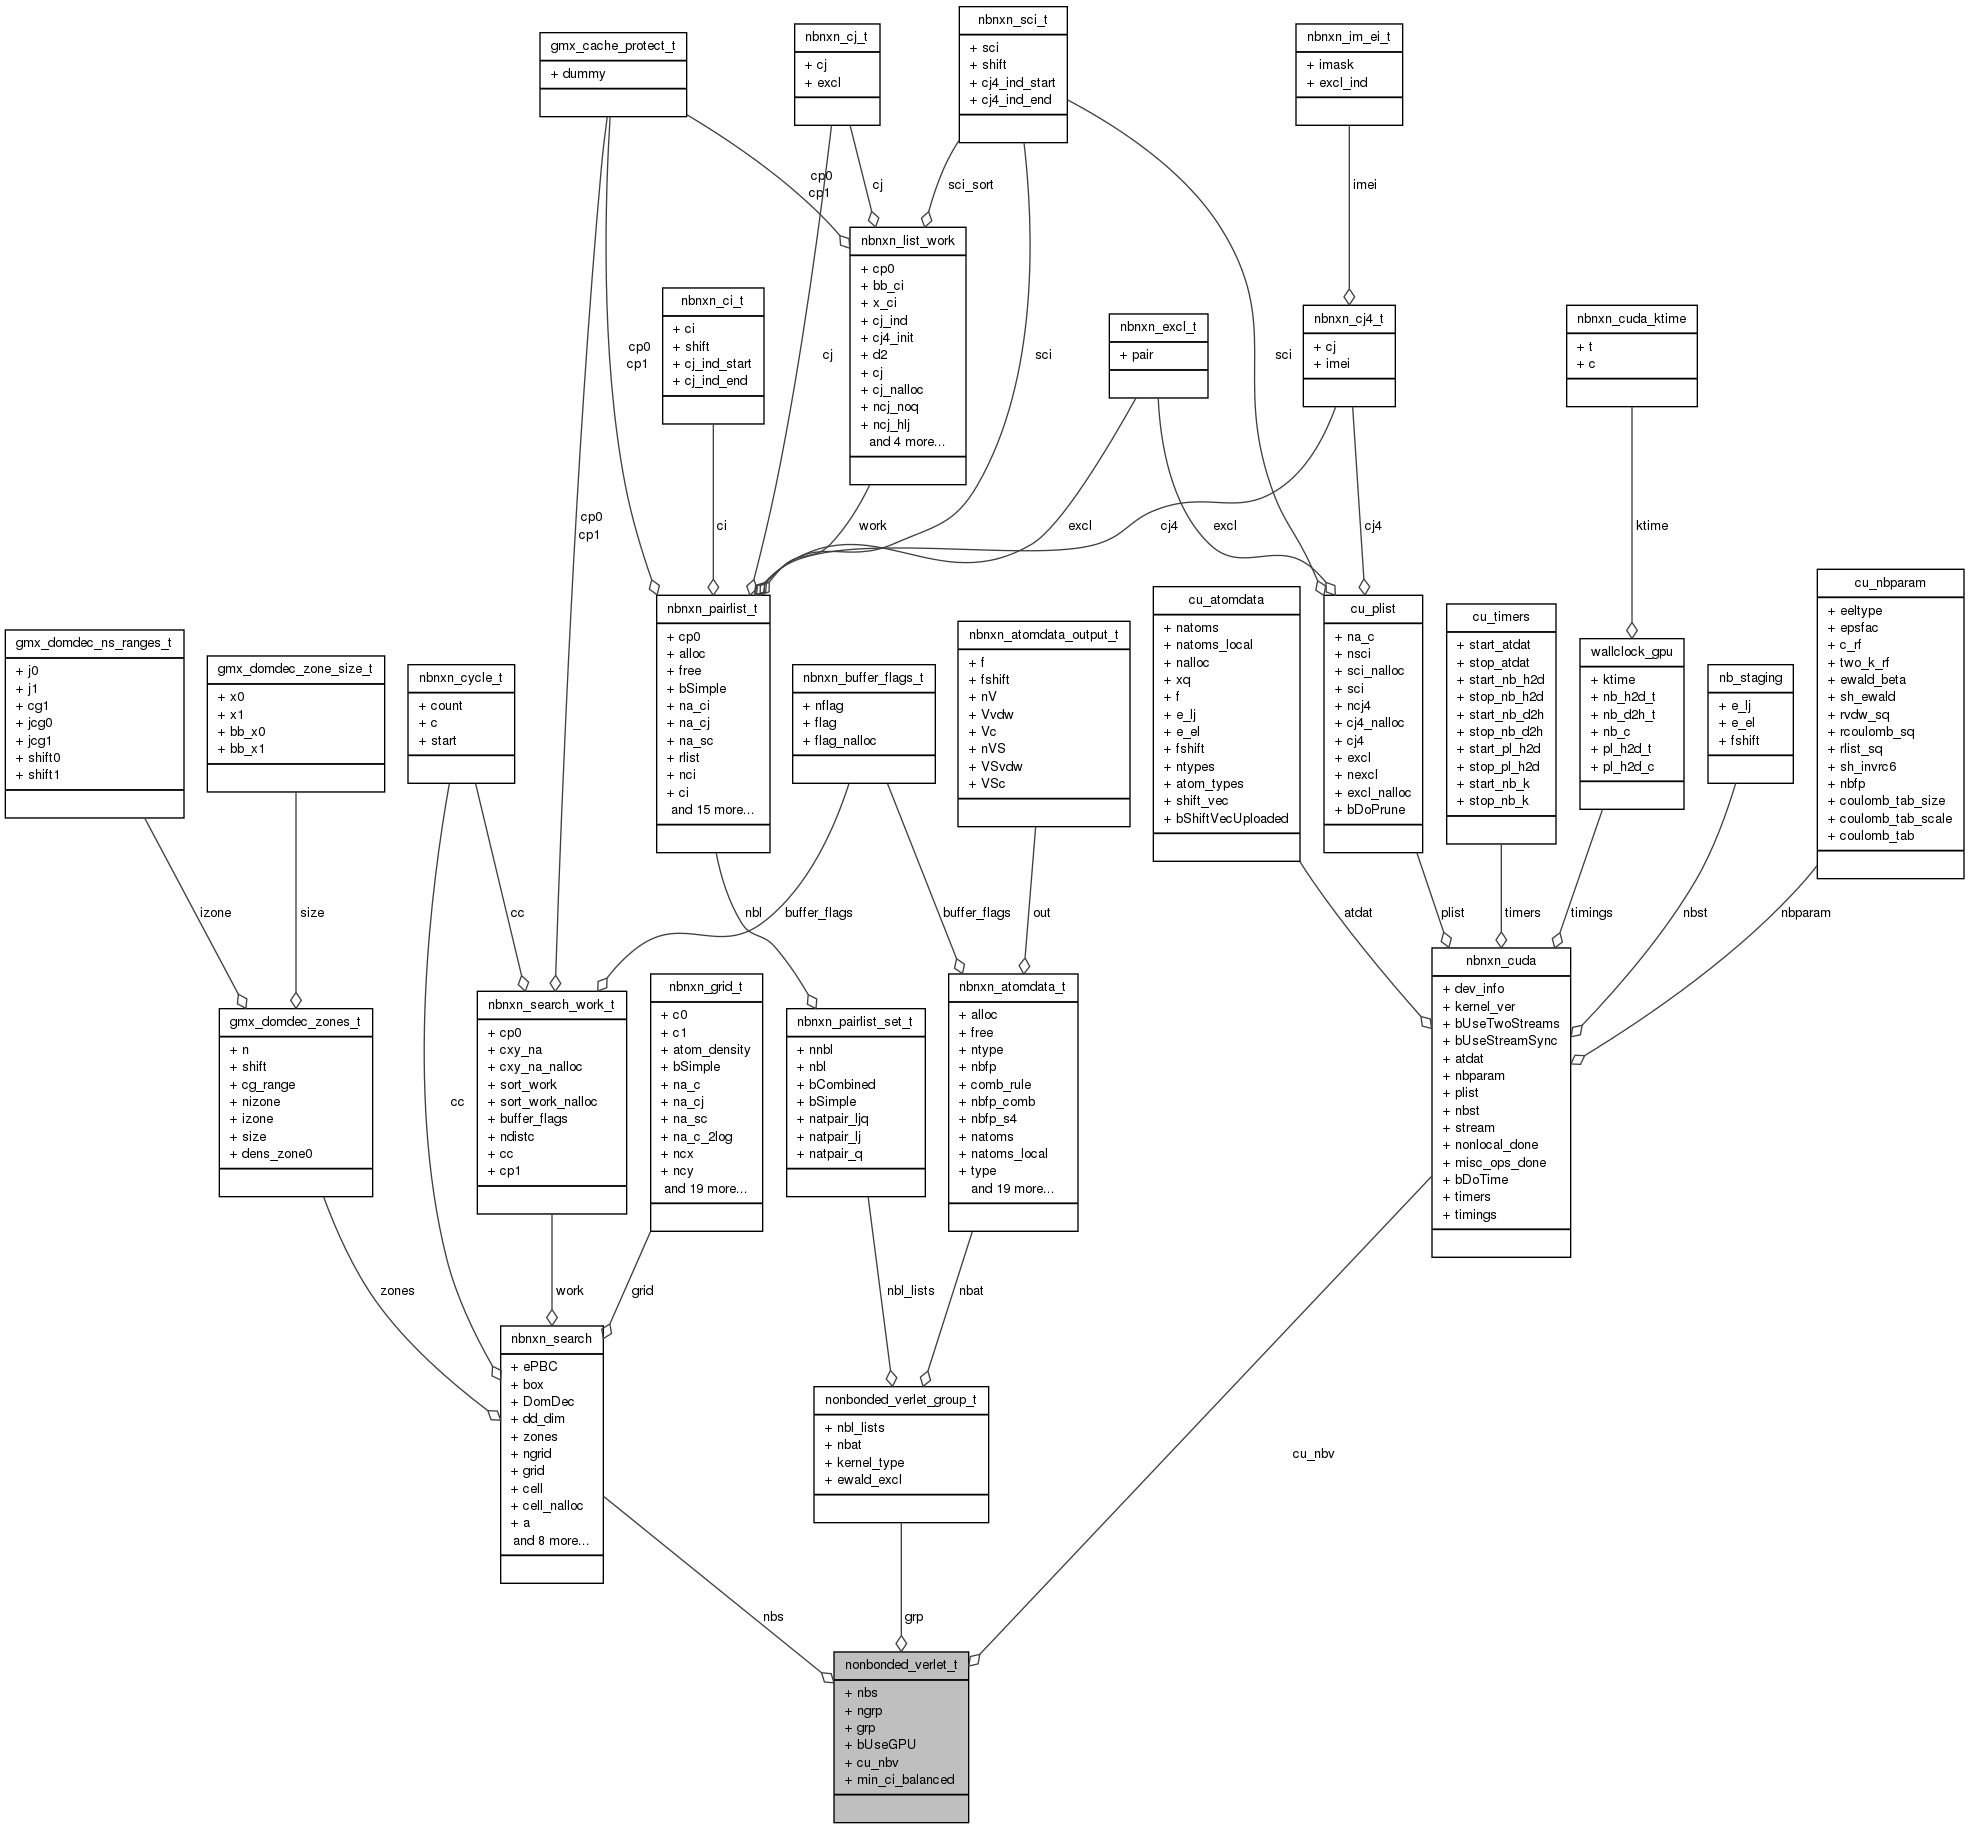 nbnxn_sci_t
+ sci
+ shift
+ cj4_ind_start
+ cj4_ind_end
nbnxn_cj_t
+ cj
+ excl
nbnxn_im_ei_t
+ imask
+ excl_ind
gmx_cache_protect_t
+ dummy
cp0
cp1
cj
sci_sort
imei
nbnxn_list_work
+ cp0
+ bb_ci
+ x_ci
+ cj_ind
+ cj4_init
+ d2
+ cj
+ cj_nalloc
+ ncj_noq
+ ncj_hlj
and 4 more...
nbnxn_ci_t
+ ci
+ shift
+ cj_ind_start
+ cj_ind_end
nbnxn_excl_t
+ pair
nbnxn_cj4_t
+ cj
+ imei
nbnxn_cuda_ktime
+ t
+ c
cp0
cp1
cj
sci
sci
cp0
cp1
ci
work
excl
cj4
excl
cj4
ktime
nbnxn_pairlist_t
+ cp0
+ alloc
+ free
+ bSimple
+ na_ci
+ na_cj
+ na_sc
+ rlist
+ nci
+ ci
and 15 more...
cu_atomdata
+ natoms
+ natoms_local
+ nalloc
+ xq
+ f
+ e_lj
+ e_el
+ fshift
+ ntypes
+ atom_types
+ shift_vec
+ bShiftVecUploaded
cu_plist
+ na_c
+ nsci
+ sci_nalloc
+ sci
+ ncj4
+ cj4_nalloc
+ cj4
+ excl
+ nexcl
+ excl_nalloc
+ bDoPrune
cu_timers
+ start_atdat
+ stop_atdat
+ start_nb_h2d
+ stop_nb_h2d
+ start_nb_d2h
+ stop_nb_d2h
+ start_pl_h2d
+ stop_pl_h2d
+ start_nb_k
+ stop_nb_k
wallclock_gpu
+ ktime
+ nb_h2d_t
+ nb_d2h_t
+ nb_c
+ pl_h2d_t
+ pl_h2d_c
nb_staging
+ e_lj
+ e_el
+ fshift
cu_nbparam
+ eeltype
+ epsfac
+ c_rf
+ two_k_rf
+ ewald_beta
+ sh_ewald
+ rvdw_sq
+ rcoulomb_sq
+ rlist_sq
+ sh_invrc6
+ nbfp
+ coulomb_tab_size
+ coulomb_tab_scale
+ coulomb_tab
gmx_domdec_ns_ranges_t
+ j0
+ j1
+ cg1
+ jcg0
+ jcg1
+ shift0
+ shift1
gmx_domdec_zone_size_t
+ x0
+ x1
+ bb_x0
+ bb_x1
nbnxn_cycle_t
+ count
+ c
+ start
nbnxn_buffer_flags_t
+ nflag
+ flag
+ flag_nalloc
nbnxn_atomdata_output_t
+ f
+ fshift
+ nV
+ Vvdw
+ Vc
+ nVS
+ VSvdw
+ VSc
izone
size
cc
nbl
buffer_flags
buffer_flags
out
atdat
plist
timers
timings
nbst
nbparam
gmx_domdec_zones_t
+ n
+ shift
+ cg_range
+ nizone
+ izone
+ size
+ dens_zone0
cc
nbnxn_search_work_t
+ cp0
+ cxy_na
+ cxy_na_nalloc
+ sort_work
+ sort_work_nalloc
+ buffer_flags
+ ndistc
+ cc
+ cp1
nbnxn_grid_t
+ c0
+ c1
+ atom_density
+ bSimple
+ na_c
+ na_cj
+ na_sc
+ na_c_2log
+ ncx
+ ncy
and 19 more...
nbnxn_pairlist_set_t
+ nnbl
+ nbl
+ bCombined
+ bSimple
+ natpair_ljq
+ natpair_lj
+ natpair_q
nbnxn_atomdata_t
+ alloc
+ free
+ ntype
+ nbfp
+ comb_rule
+ nbfp_comb
+ nbfp_s4
+ natoms
+ natoms_local
+ type
and 19 more...
nbnxn_cuda
+ dev_info
+ kernel_ver
+ bUseTwoStreams
+ bUseStreamSync
+ atdat
+ nbparam
+ plist
+ nbst
+ stream
+ nonlocal_done
+ misc_ops_done
+ bDoTime
+ timers
+ timings
zones
work
grid
nbl_lists
nbat
nbnxn_search
+ ePBC
+ box
+ DomDec
+ dd_dim
+ zones
+ ngrid
+ grid
+ cell
+ cell_nalloc
+ a
and 8 more...
nonbonded_verlet_group_t
+ nbl_lists
+ nbat
+ kernel_type
+ ewald_excl
cu_nbv
nbs
grp
nonbonded_verlet_t
+ nbs
+ ngrp
+ grp
+ bUseGPU
+ cu_nbv
+ min_ci_balanced